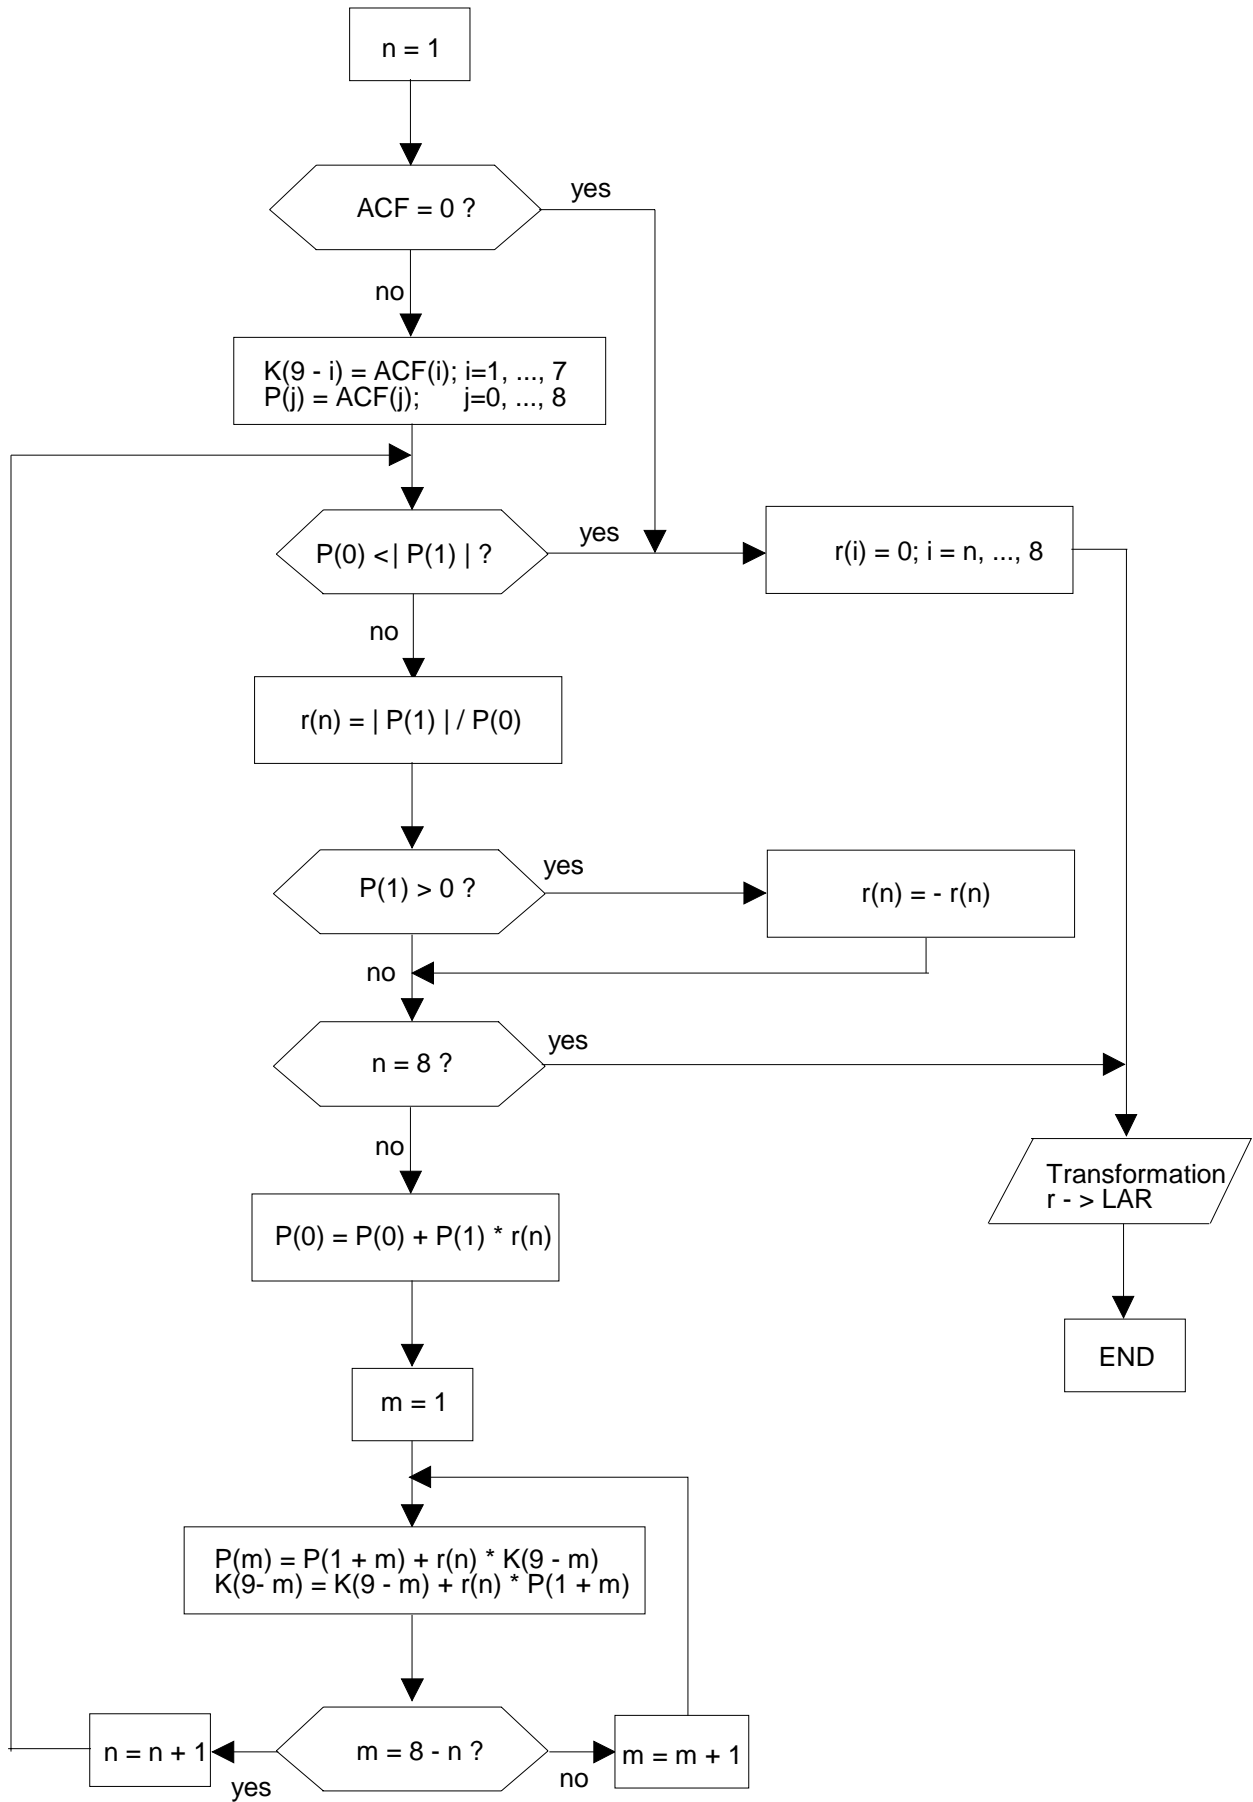 n = 1
ACF = 0 ?
yes
no
K(9 - i) = ACF(i); i=1, ..., 7
P(j) = ACF(j); j=0, ..., 8
P(0) < | P(1) | ?
yes
r(i) = 0; i = n, ..., 8
no
r(n) = | P(1) | / P(0)
P(1) > 0 ?
yes
r(n) = - r(n)
no
n = 8 ?
yes
no
Transformation
r - > LAR
P(0) = P(0) + P(1) * r(n)
END
m = 1
P(m) = P(1 + m) + r(n) * K(9 - m)
K(9- m) = K(9 - m) + r(n) * P(1 + m)
n = n + 1
yes
m = 8 - n ?
no
m = m + 1